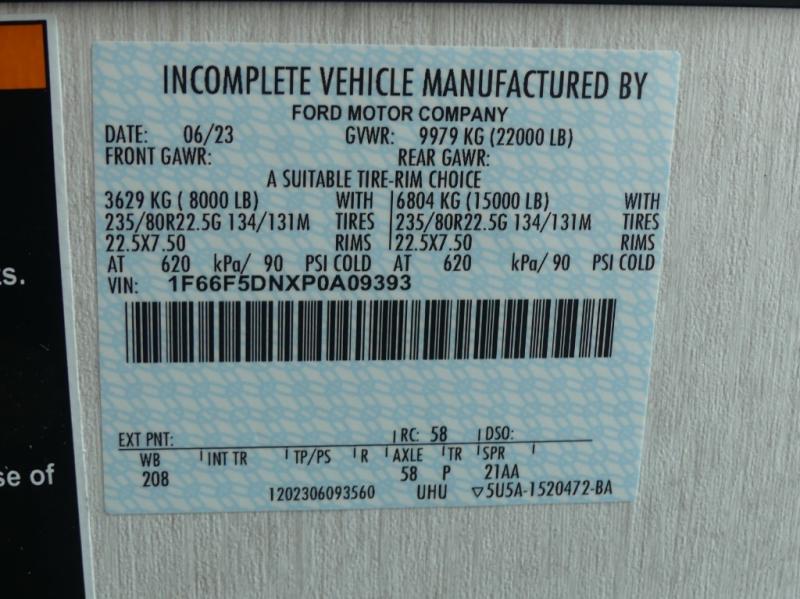 INCOMPLETE VEHICLE MANUFACTURED BY
FORD MOTOR COMPANY
DATE: 06/23 GVWR: 9979 KG (22000 LB)
FRONT GAWR: REAR GAWR:
A SUITABLE TIRE-RIM CHOICE
3629 KG ( 8000 LB) WITH 6804 KG (15000 LB) WITH
235/80R22.5G 134/131M TIRES 235/80R22.5G 134/131M TIRES
22.5X7.50 RIMS 22.5X7.50 RIMS
AT 620 kPa/ 90 PSI COLD AT 620 kPa/ 90 PSI COLD
VIN: 1F66F5DNXP0A09393
EXT PNT: RC: 58 DSO:
WB INT TR TP/PS R AXLE TR SPR
208 58 P 21AA
1202306093560 UHU ▽5U5A-1520472-BA
se of